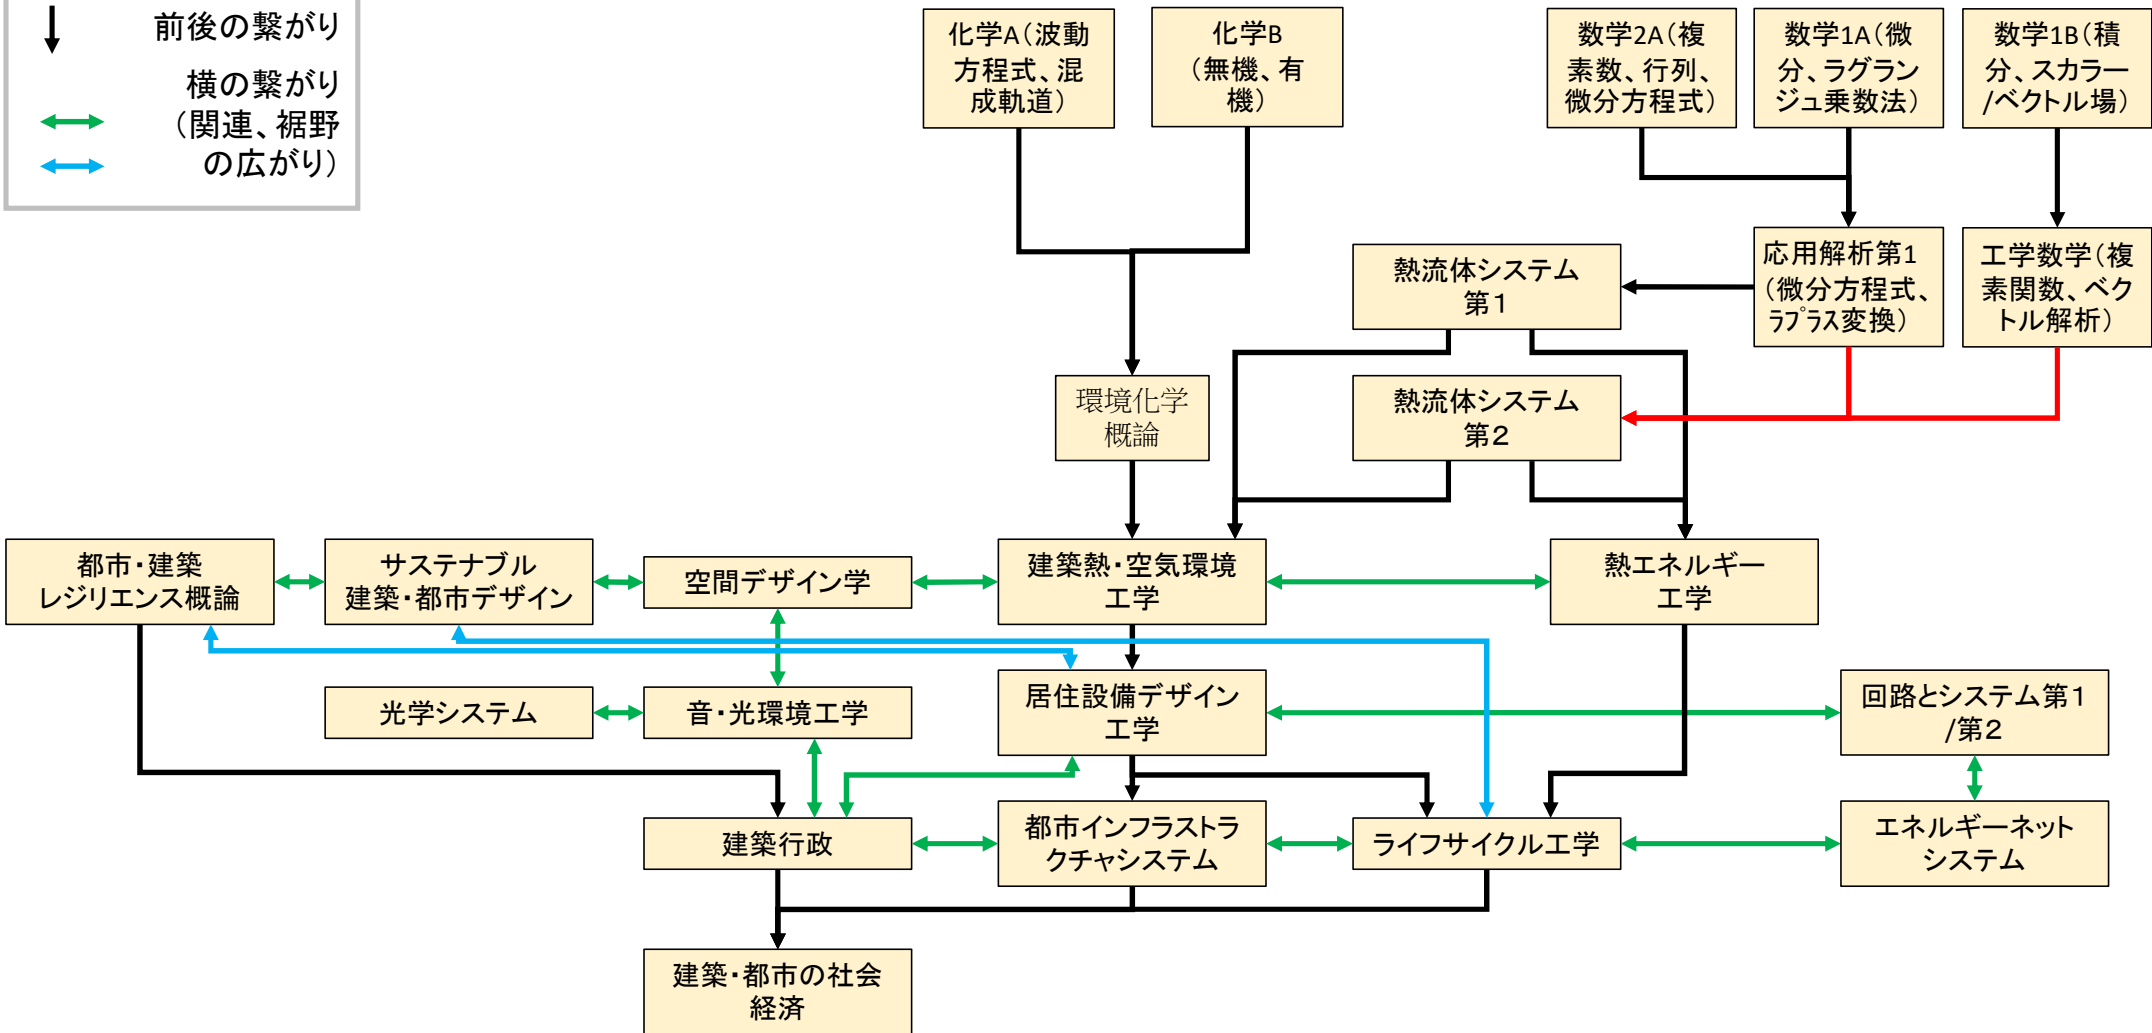 前後の繋がり
横の繋がり
（関連、裾野
の広がり）
化学A（波動
方程式、混
成軌道）
化学B
（無機、有
機）
数学2A（複
素数、行列、
微分方程式）
数学1A（微
分、ラグラン
ジュ乗数法）
数学1B（積
分、スカラー
/ベクトル場）
熱流体システム
第１
応用解析第1
（微分方程式、
ラプラス変換）
工学数学（複
素関数、ベク
トル解析）
環境化学
概論
熱流体システム
第２
都市・建築
レジリエンス概論
サステナブル
建築・都市デザイン
空間デザイン学
建築熱・空気環境
工学
熱エネルギー
工学
光学システム
音・光環境工学
居住設備デザイン
工学
回路とシステム第１
/第２
建築行政
都市インフラストラ
クチャシステム
ライフサイクル工学
エネルギーネット
システム
建築・都市の社会
経済